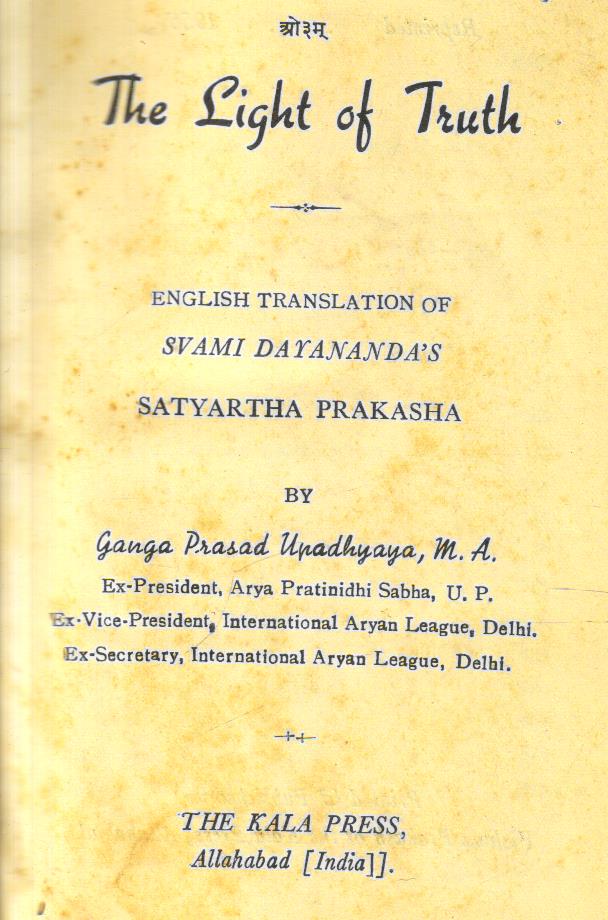 ओ३म्
The Light of Truth
ENGLISH TRANSLATION OF
SVAMI DAYANANDA'S
SATYARTHA PRAKASHA
BY
Ganga Prasad Upadhyaya, M. A.
Ex-President, Arya Pratinidhi Sabha, U. P.
Ex-Vice-President, International Aryan League, Delhi.
Ex-Secretary, International Aryan League, Delhi.
THE KALA PRESS,
Allahabad [India]].